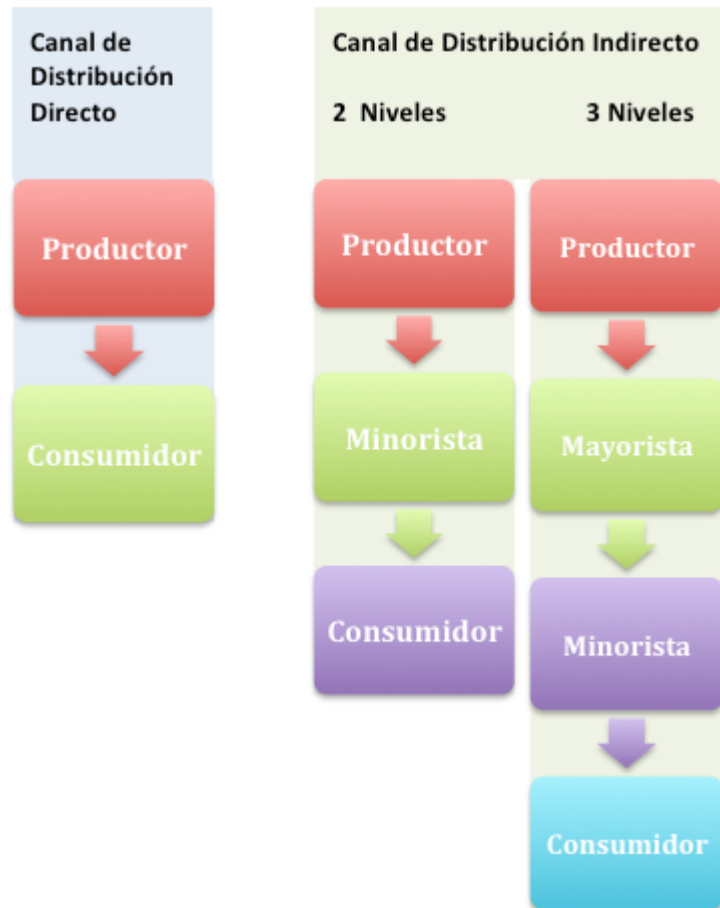 Canal de
Distribución
Directo
Productor
Consumidor
Canal de Distribución Indirecto
2 Niveles
3 Niveles
Productor
Minorista
Consumidor
Productor
Mayorista
Minorista
Consumidor